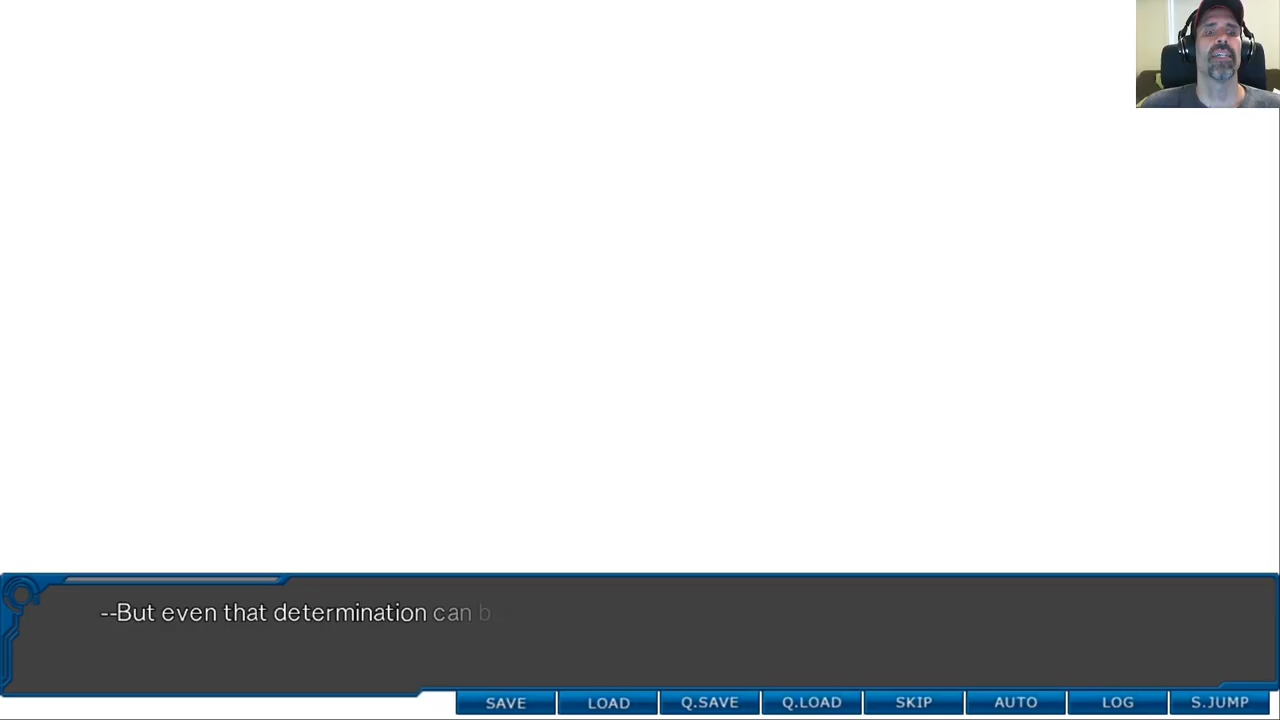 --But even that determination can b
SAVE
LOAD
Q.SAVE
Q.LOAD
SKIP
AUTO
LOG
S.JUMP